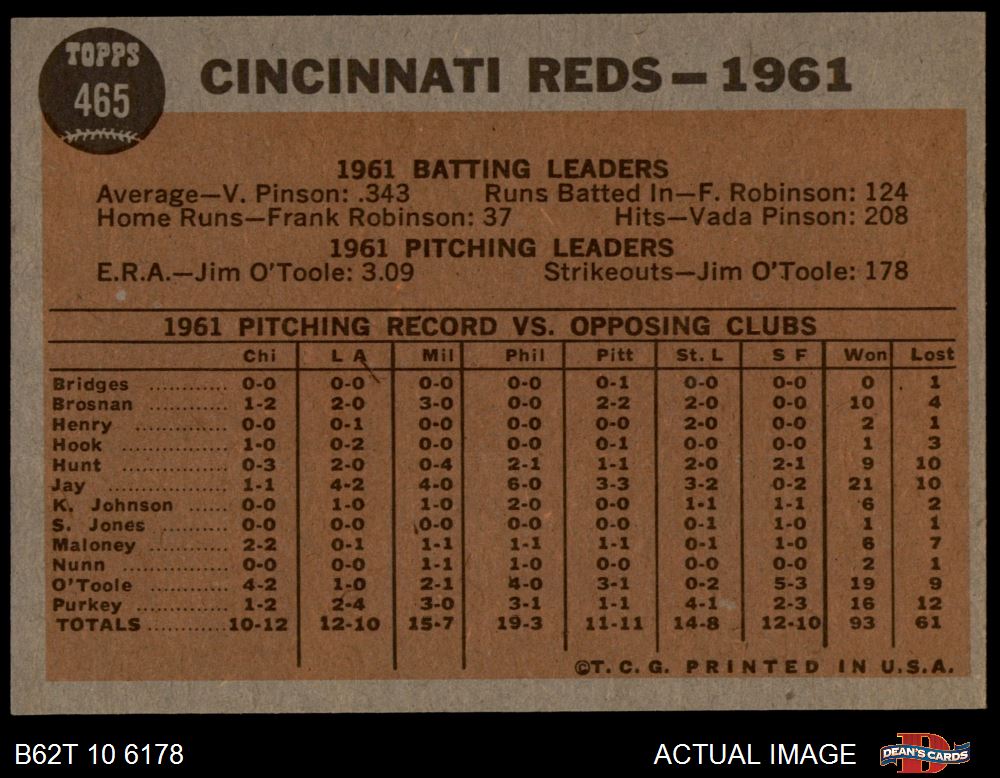 TOPPS
465
CINCINNATI REDS—1961
1961 BATTING LEADERS
Average—V. Pinson: .343 Runs Batted In—F. Robinson: 124
Home Runs—Frank Robinson: 37 Hits—Vada Pinson: 208
1961 PITCHING LEADERS
E.R.A.—Jim O'Toole: 3.09 Strikeouts—Jim O'Toole: 178
1961 PITCHING RECORD VS. OPPOSING CLUBS
Chi L A Mil Phil Pitt St. L S F Won Lost
Bridges ............ 0-0 0-0 0-0 0-0 0-1 0-0 0-0 0 1
Brosnan ............ 1-2 2-0 3-0 0-0 2-2 2-0 0-0 10 4
Henry .............. 0-0 0-1 0-0 0-0 0-0 2-0 0-0 2 1
Hook ............... 1-0 0-2 0-0 0-0 0-1 0-0 0-0 1 3
Hunt ............... 0-3 2-0 0-4 2-1 1-1 2-0 2-1 9 10
Jay ................. 1-1 4-2 4-0 6-0 3-3 3-2 0-2 21 10
K. Johnson ...... 0-0 1-0 1-0 2-0 0-0 1-1 1-1 6 2
S. Jones .......... 0-0 0-0 0-0 0-0 0-0 0-1 1-0 1 1
Maloney ........... 2-2 0-1 1-1 1-1 1-1 0-1 1-0 6 7
Nunn ............... 0-0 0-0 1-1 1-0 0-0 0-0 0-0 2 1
O'Toole ............ 4-2 1-0 2-1 4-0 3-1 0-2 5-3 19 9
Purkey ............. 1-2 2-4 3-0 3-1 1-1 4-1 2-3 16 12
TOTALS ........... 10-12 12-10 15-7 19-3 11-11 14-8 12-10 93 61
©T. C. G. PRINTED IN U.S.A.
B62T 10 6178 ACTUAL IMAGE
D
DEAN'S CARDS